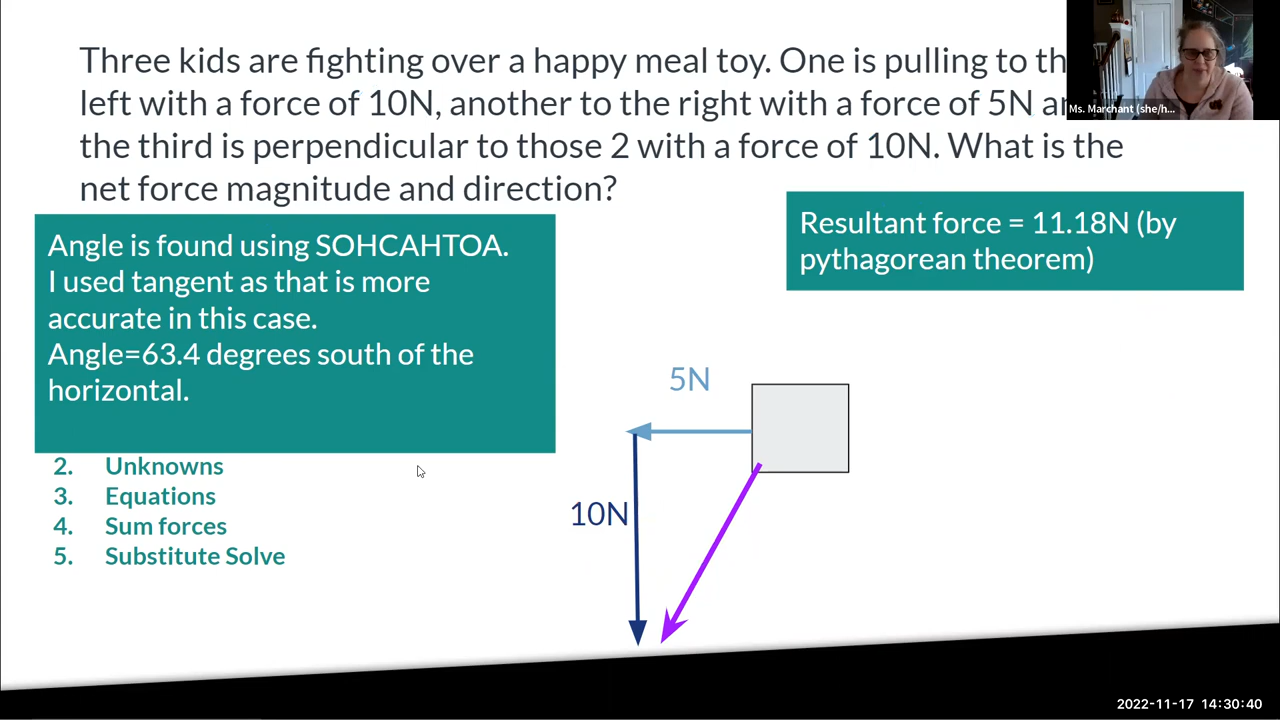 Three kids are fighting over a happy meal toy. One is pulling to th
left with a force of 10N, another to the right with a force of 5N
the third is perpendicular to those 2 with a force of 10N. What is the
net force magnitude and direction?
Ms. Marchant (she/h...
Angle is found using SOHCAHTOA.
I used tangent as that is more
accurate in this case.
Angle=63.4 degrees south of the
horizontal.
Resultant force = 11.18N (by
pythagorean theorem)
2. Unknowns
3. Equations
4. Sum forces
5. Substitute Solve
5N
10N
2022-11-17 14:30:40